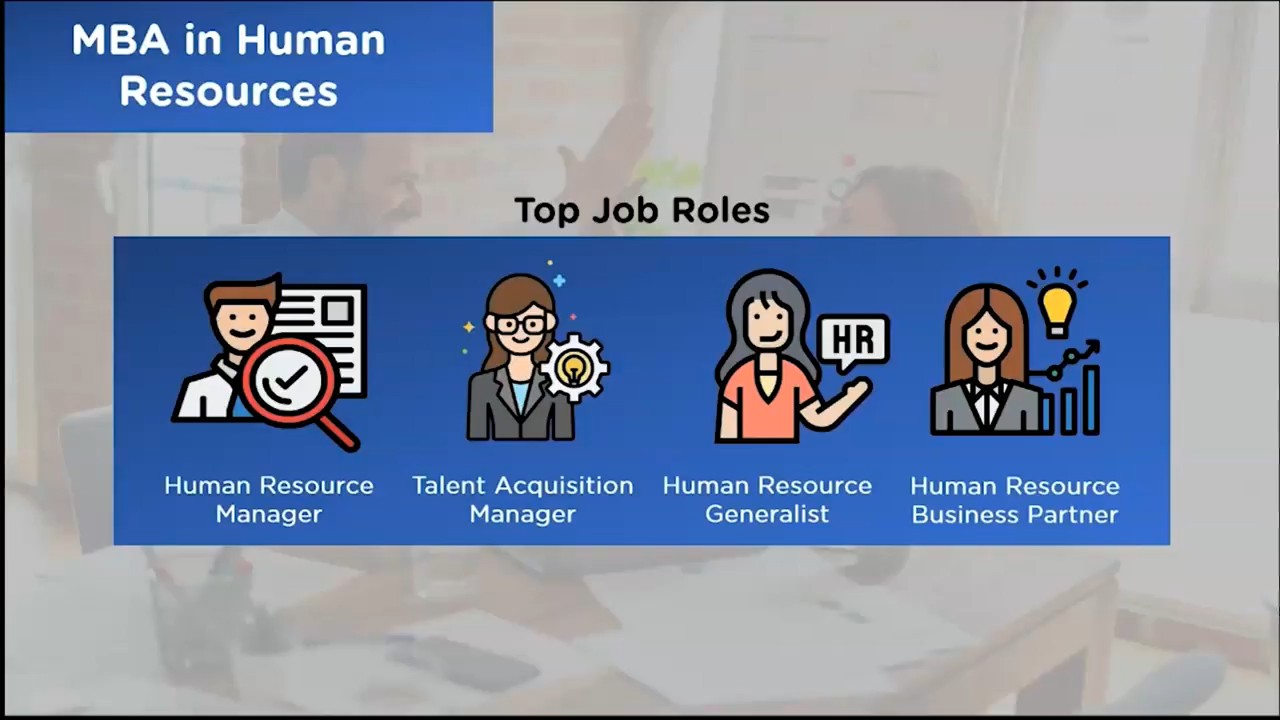 MBA in Human
Resources
Top Job Roles
HR
Human Resource
Manager
Talent Acquisition
Manager
Human Resource
Generalist
Human Resource
Business Partner